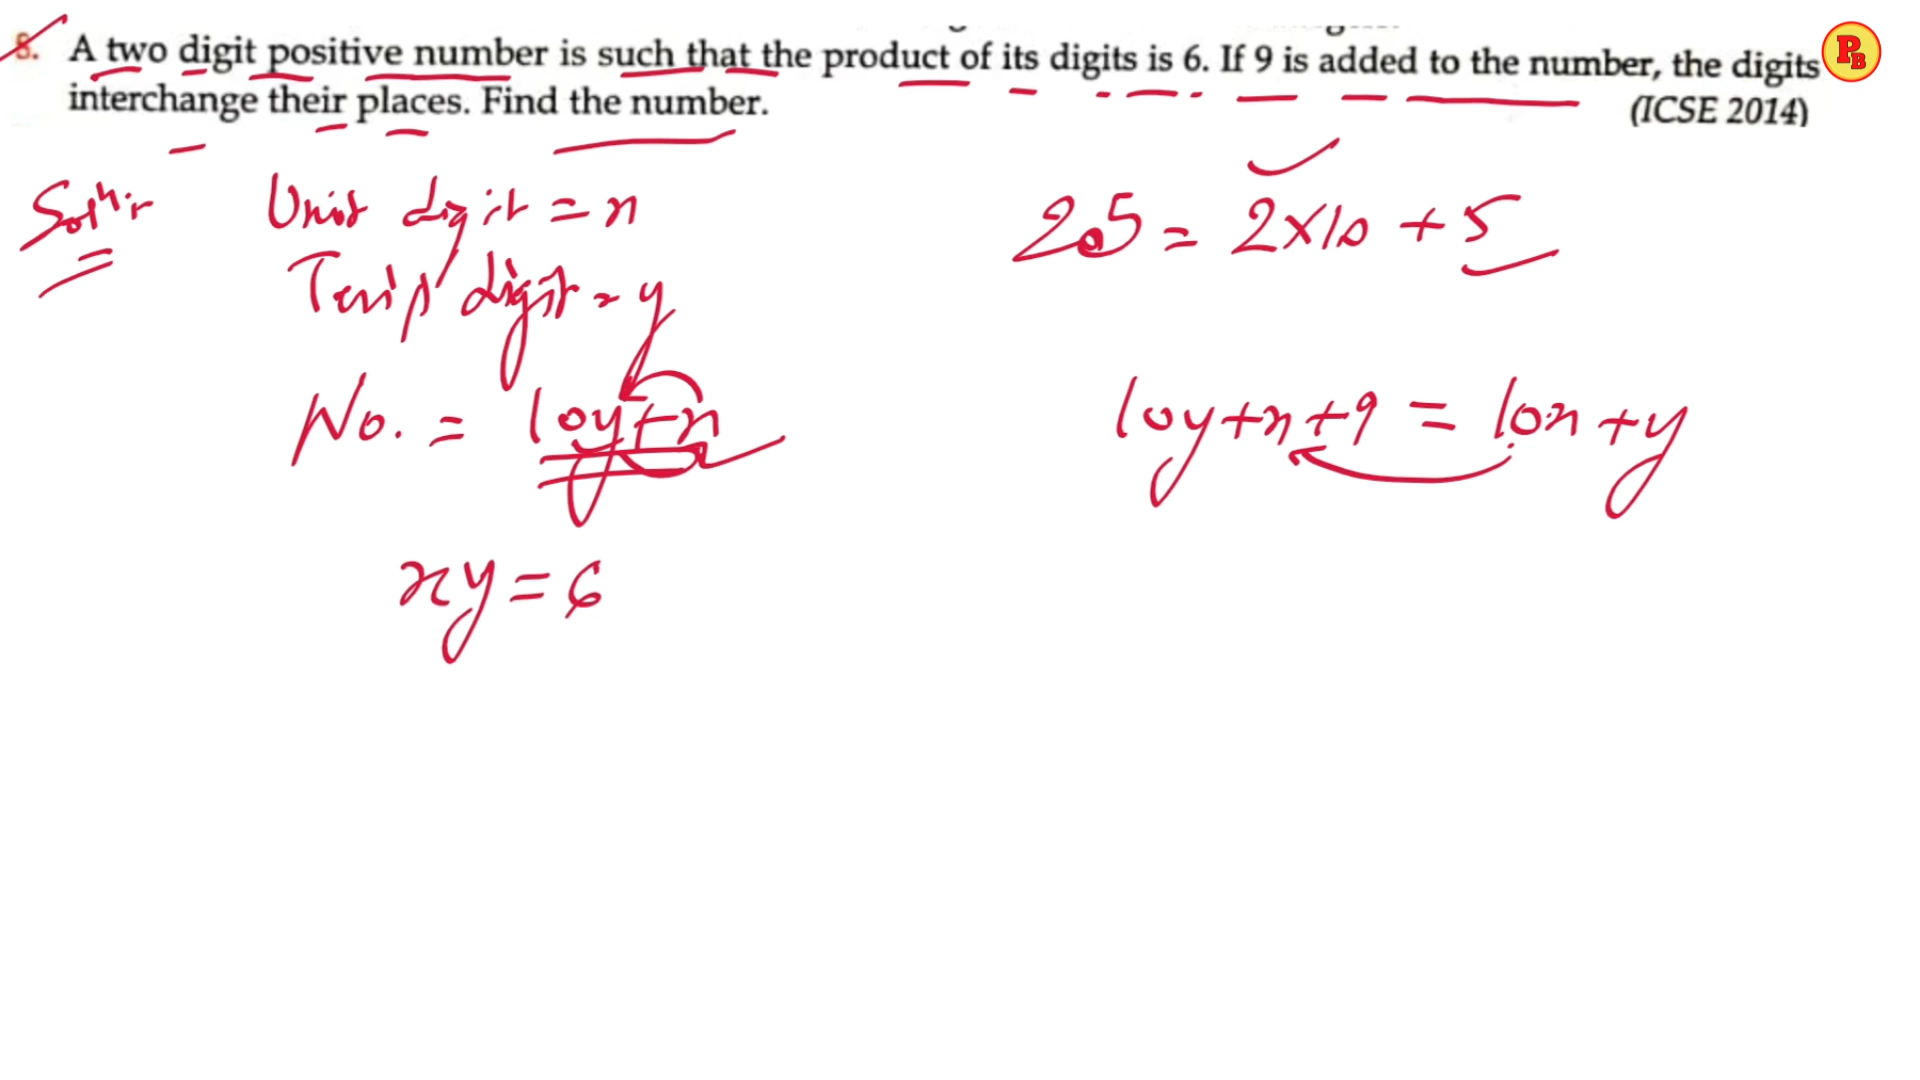 8. A two digit positive number is such that the product of its digits is 6. If 9 is added to the number, the digits
interchange their places. Find the number. (ICSE 2014)
PB
Soln:
Unit digit = x
Ten's digit = y
No. = 10y+x
xy = 6
25 = 2×10 + 5
10y+x+9 = 10x+y